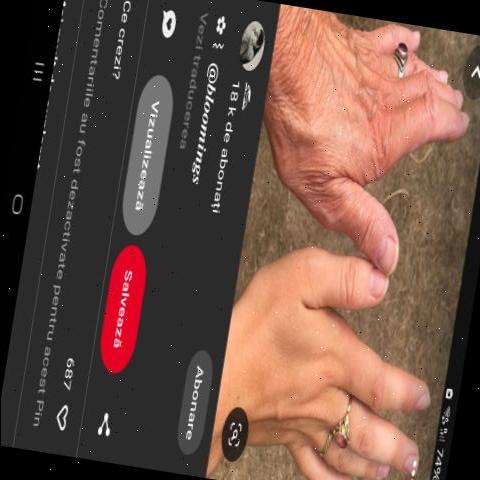 74%
18 k de abonați
Abonare
@bloomings
Vezi traducerea
Vizualizează
Salvează
ce crezi?
687
Comentariile au fost dezactivate pentru acest Pin